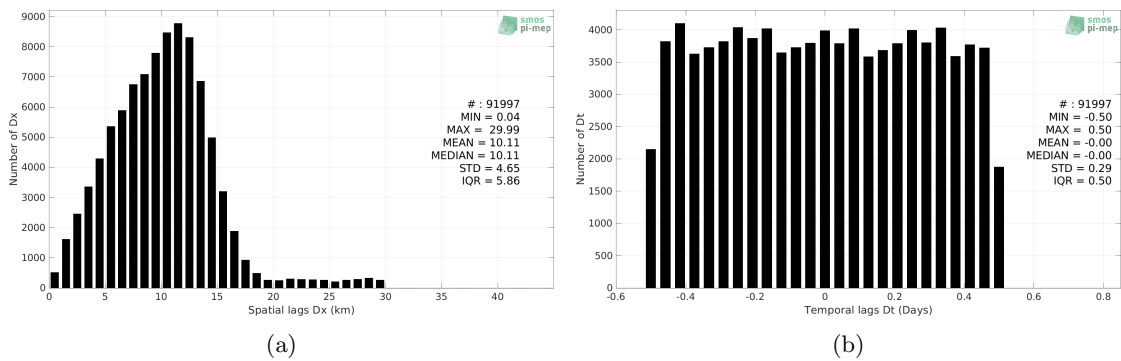 9000
8000
7000
6000
5000
4000
3000
2000
1000
0
Number of Dx
0 5 10 15 20 25 30 35 40
Spatial lags Dx (km)
smos
pi-mep
# : 91997
MIN = 0.04
MAX = 29.99
MEAN = 10.11
MEDIAN = 10.11
STD = 4.65
IQR = 5.86
(a)
4000
3500
3000
2500
2000
1500
1000
500
0
Number of Dt
-0.6 -0.4 -0.2 0 0.2 0.4 0.6 0.8
Temporal lags Dt (Days)
smos
pi-mep
# : 91997
MIN = -0.50
MAX = 0.50
MEAN = -0.00
MEDIAN = -0.00
STD = 0.29
IQR = 0.50
(b)